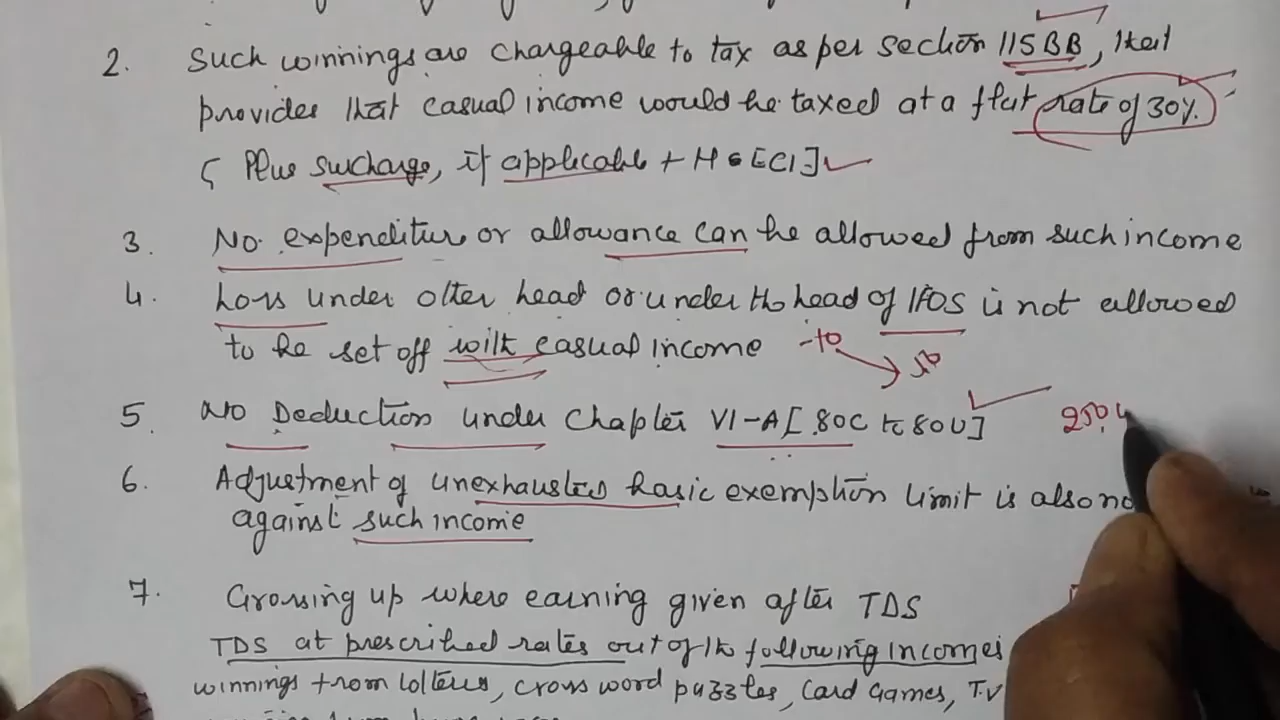 2. Such winnings are chargeable to tax as per section 115BB, that
provides that casual income would be taxed at a flat rate of 30%.
( Plus surcharge, if applicable + H & EC]
3. No expenditure or allowance can be allowed from such income
4. Loss under other head or under the head of IFOS is not allowed
to be set off with casual income -to
5. No Deduction under Chapter VI-A [ 80C to 80U]
6. Adjustment of unexhausted basic exemption limit is also no
against such income
7. Grossing up where earning given after TDS
TDS at prescribed rates out of the following incomes
winnings from lotteries, cross word puzzles, Card Games, TV